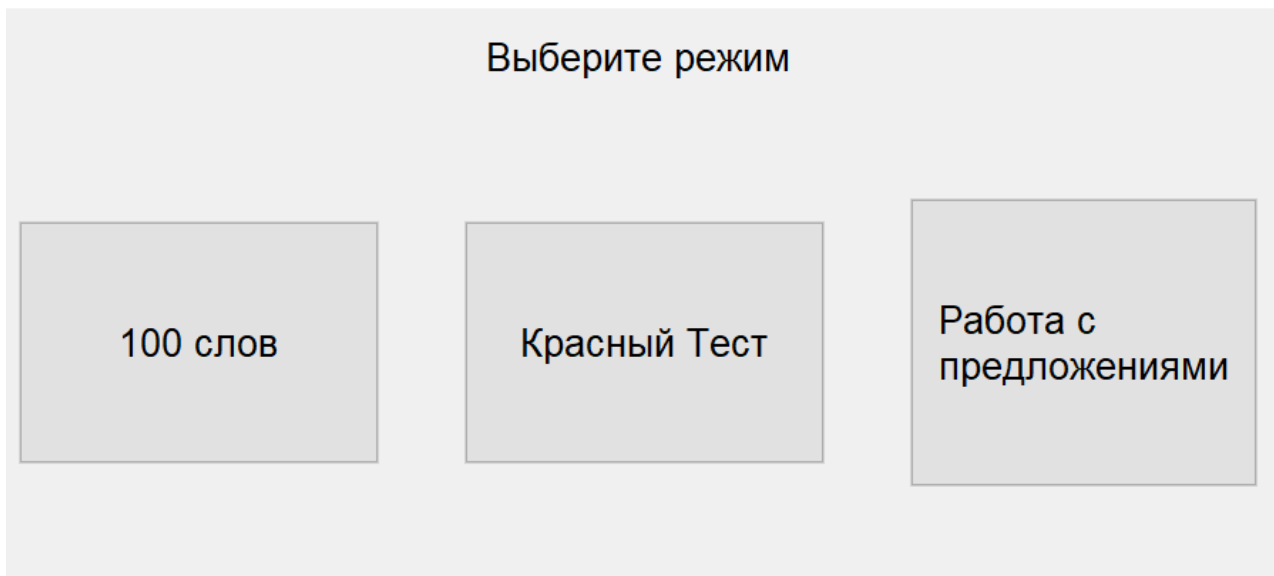 Выберите режим
100 слов
Красный Тест
Работа с
предложениями